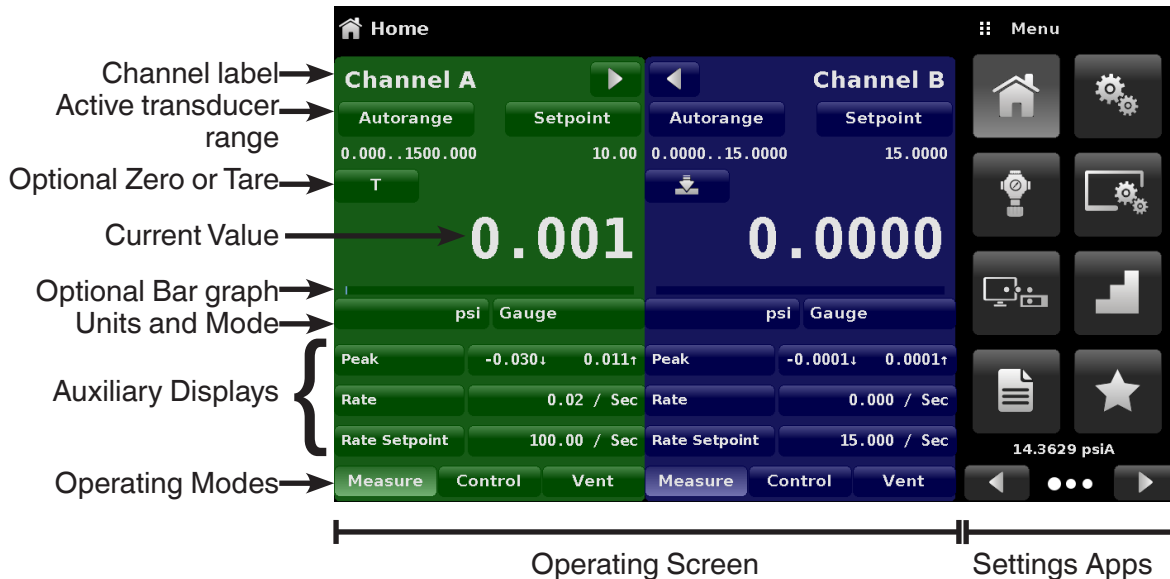 Home
Menu
Channel label
Channel A
Channel B
Active transducer
range
Autorange
Setpoint
Autorange
Setpoint
0.000..1500.000
10.00
0.0000..15.0000
15.0000
Optional Zero or Tare
T
Current Value
0.001
0.0000
Optional Bar graph
Units and Mode
psi
Gauge
psi
Gauge
Auxiliary Displays
Peak
-0.030↓ 0.011↑
Peak
-0.0001↓ 0.0001↑
Rate
0.02 / Sec
Rate
0.000 / Sec
Rate Setpoint
100.00 / Sec
Rate Setpoint
15.000 / Sec
14.3629 psiA
Operating Modes
Measure
Control
Vent
Measure
Control
Vent
Operating Screen
Settings Apps